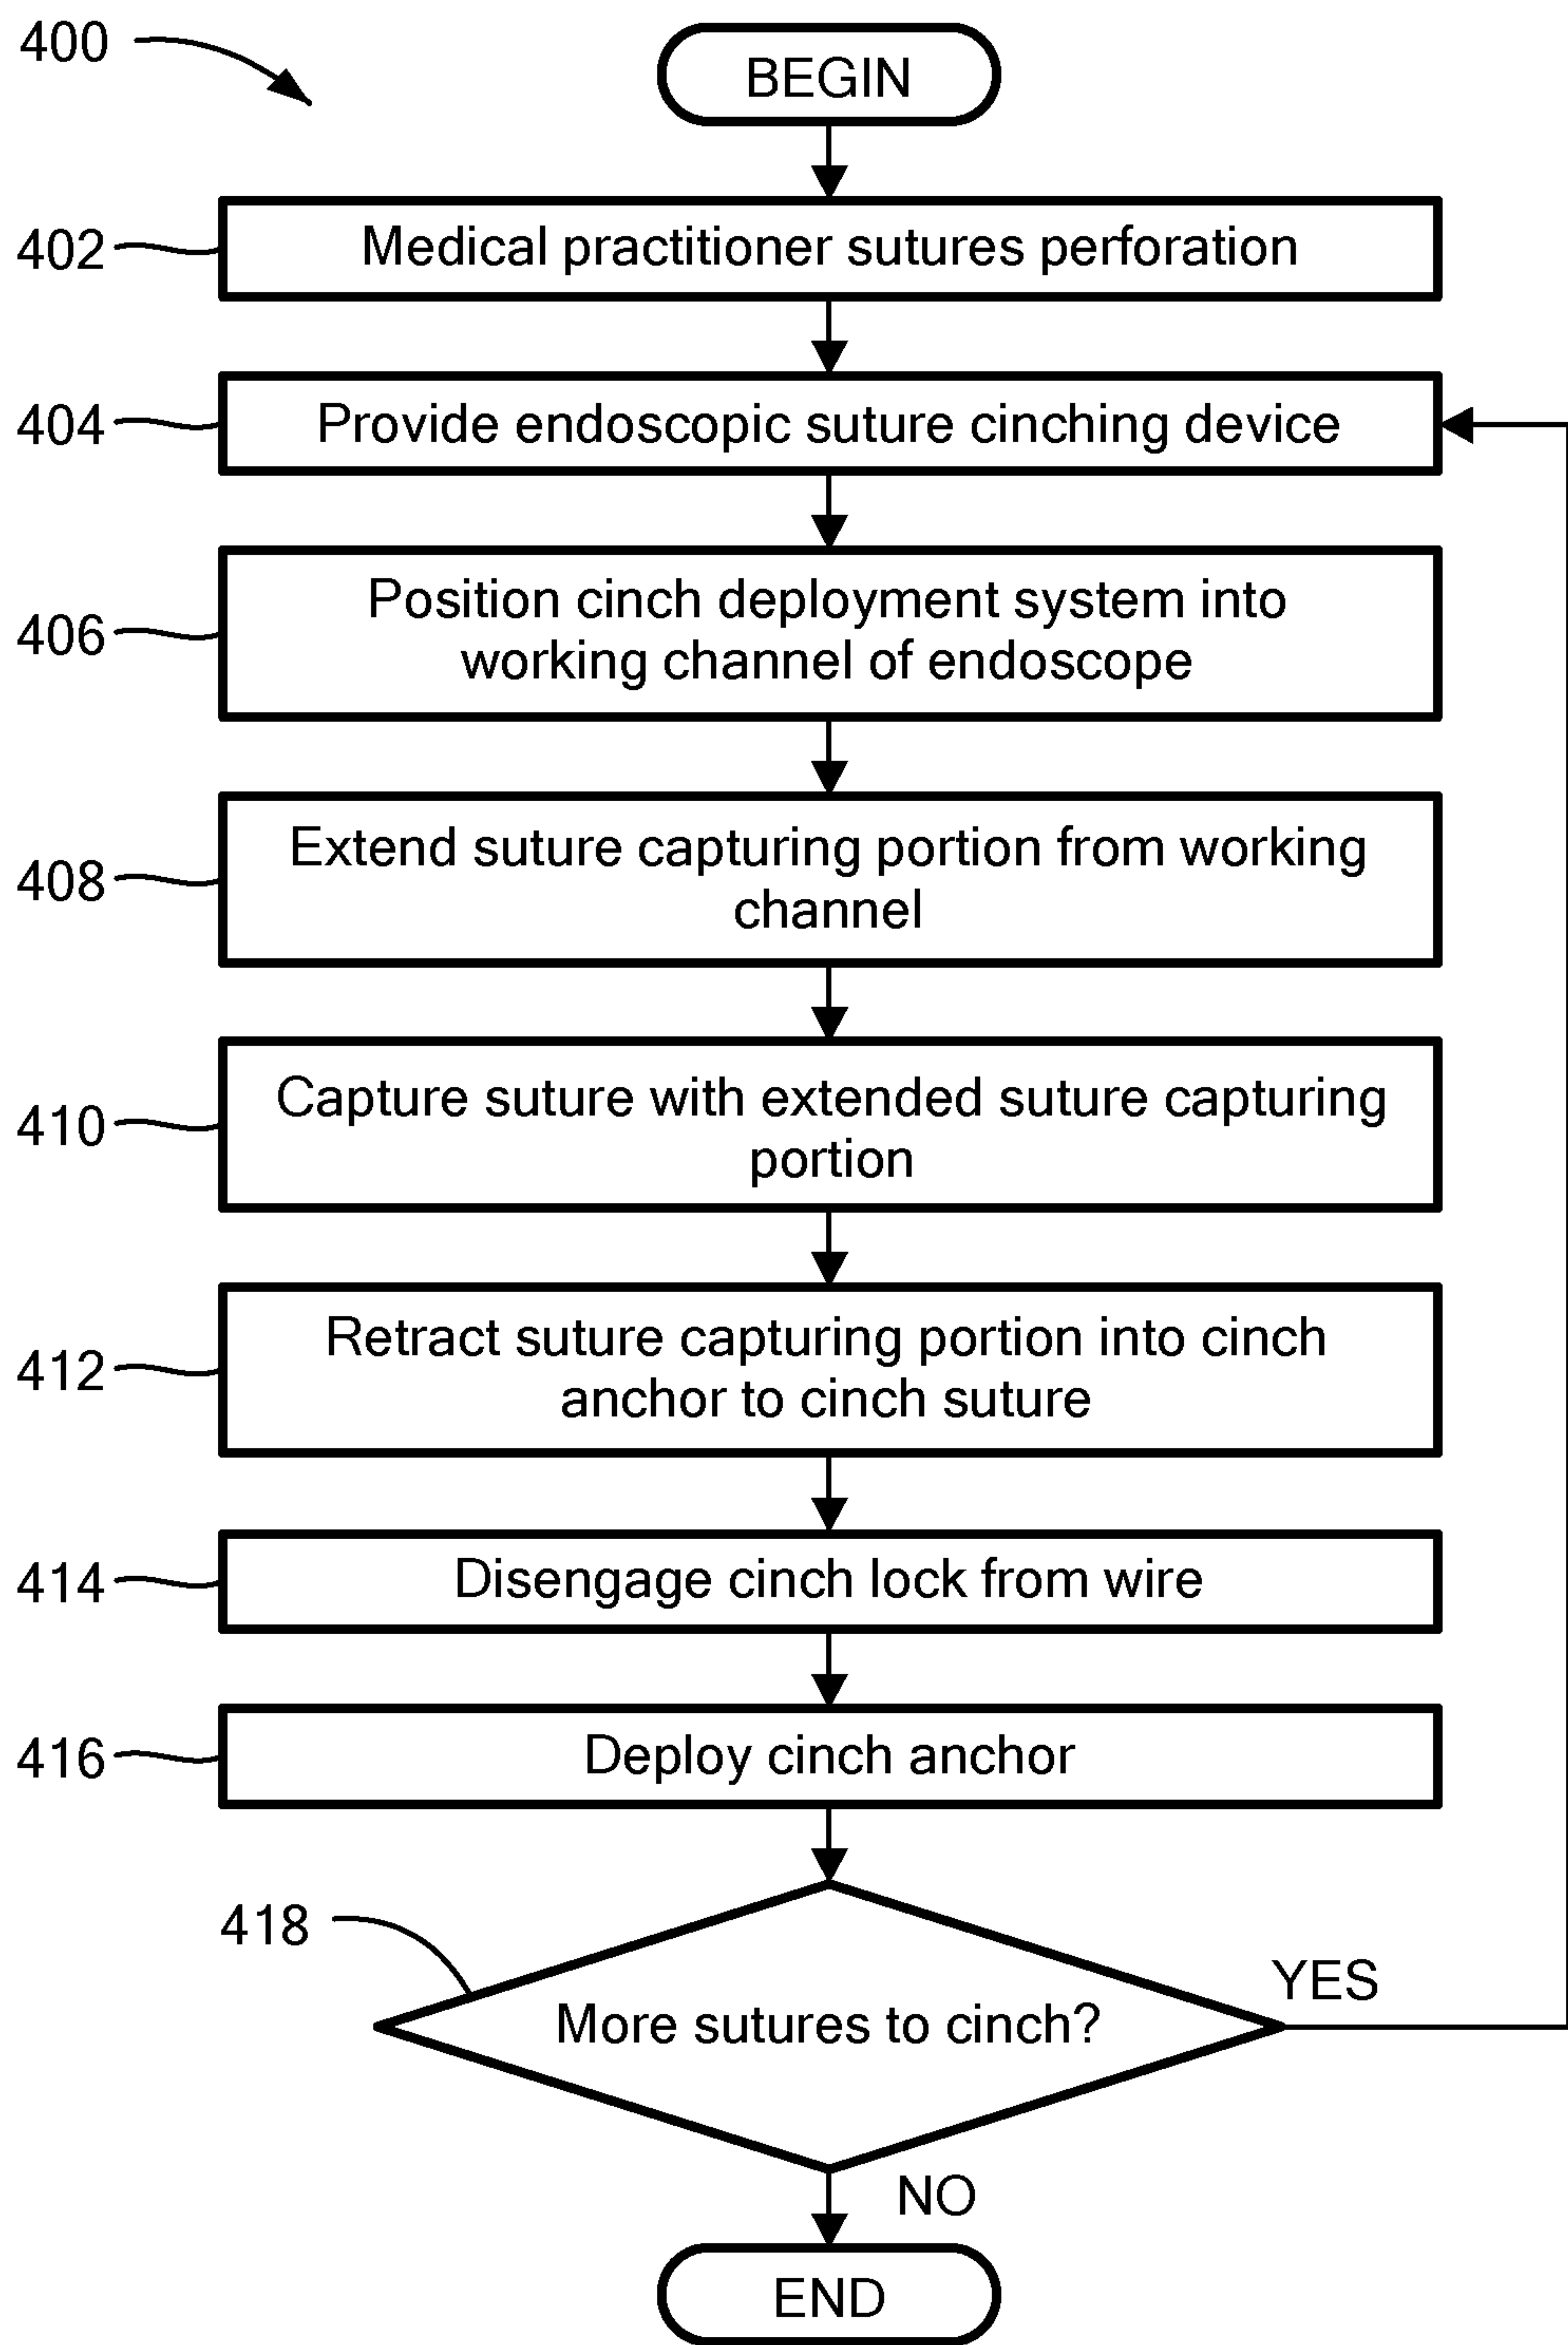 400
BEGIN
402
Medical practitioner sutures perforation
404
Provide endoscopic suture cinching device
406
Position cinch deployment system into
working channel of endoscope
408
Extend suture capturing portion from working
channel
410
Capture suture with extended suture capturing
portion
412
Retract suture capturing portion into cinch
anchor to cinch suture
414
Disengage cinch lock from wire
416
Deploy cinch anchor
418
More sutures to cinch?
YES
NO
END